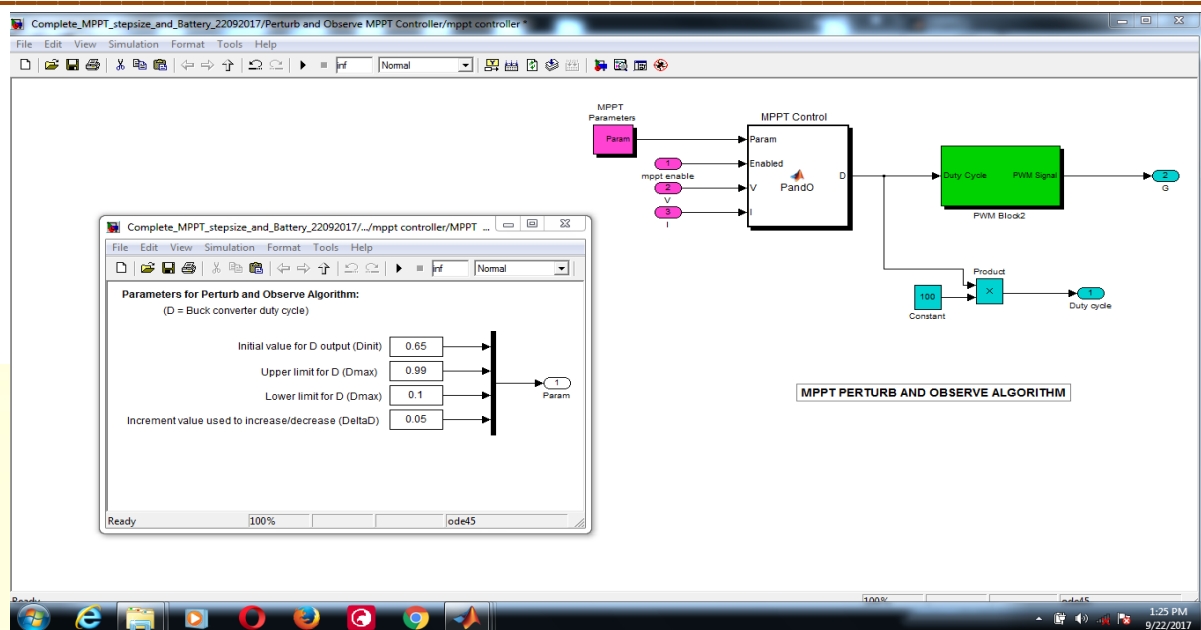 Complete_MPPT_stepsize_and_Battery_22092017/Perturb and Observe MPPT Controller/mppt controller *
File Edit View Simulation Format Tools Help
inf Normal
MPPT
Parameters
Param
1
mppt enable
2
V
3
I
MPPT Control
Param
Enabled
V
I
PandO
D
Duty Cycle PWM Signal
PWM Block2
2
G
Product
×
100
Constant
1
Duty cycle
MPPT PERTURB AND OBSERVE ALGORITHM
Complete_MPPT_stepsize_and_Battery_22092017/.../mppt controller/MPPT ...
File Edit View Simulation Format Tools Help
inf Normal
Parameters for Perturb and Observe Algorithm:
(D = Buck converter duty cycle)
Initial value for D output (Dinit) 0.65
Upper limit for D (Dmax) 0.99
Lower limit for D (Dmax) 0.1
Increment value used to increase/decrease (DeltaD) 0.05
1
Param
Ready 100% ode45
Ready 100% ode45
1:25 PM
9/22/2017